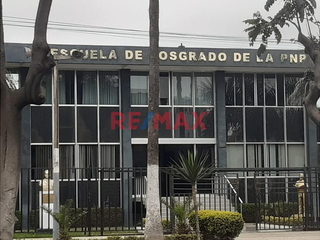 ESCUELA DE POSGRADO DE LA PNP
RE/MAX